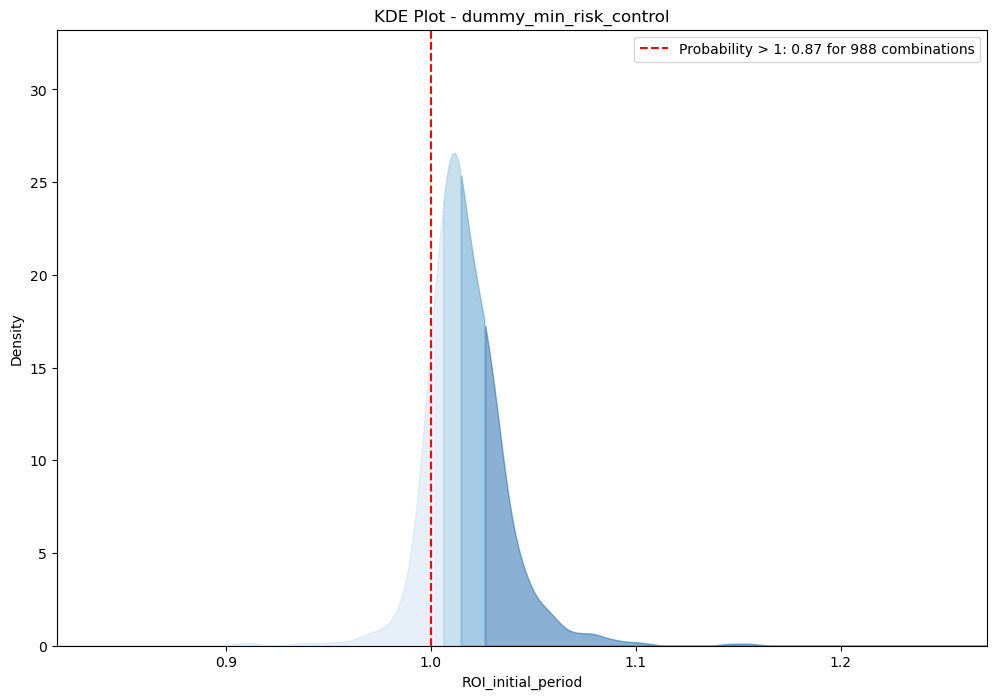 KDE Plot - dummy_min_risk_control
Probability > 1: 0.87 for 988 combinations
30
25
20
15
10
5
0
Density
0.9 1.0 1.1 1.2
ROI_initial_period